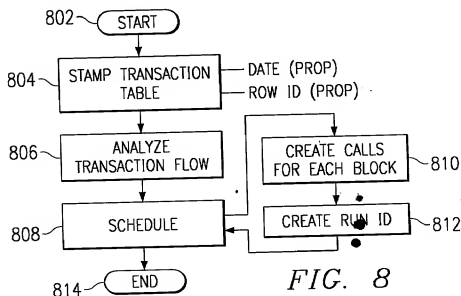 802 START
804 STAMP TRANSACTION
TABLE
DATE (PROP)
ROW ID (PROP)
806 ANALYZE
TRANSACTION FLOW
CREATE CALLS
FOR EACH BLOCK 810
808 SCHEDULE
CREATE RUN ID 812
814 END
FIG. 8